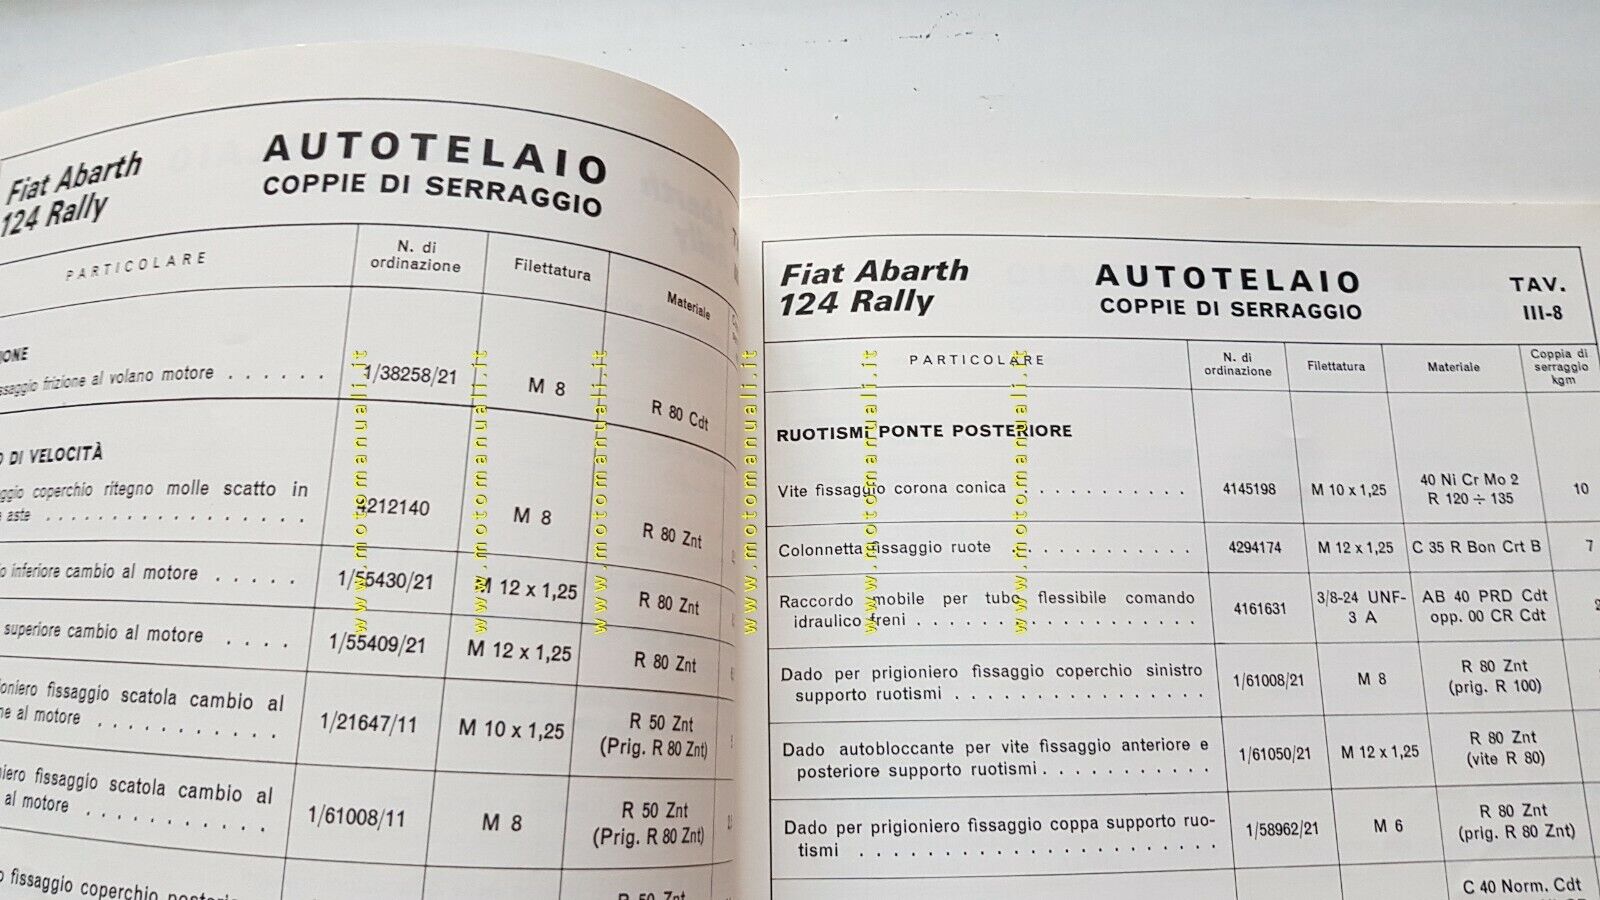 Fiat Abarth
124 Rally
AUTOTELAIO
COPPIE DI SERRAGGIO
PARTICOLARE
N. di
ordinazione
Filettatura
Materiale
fissaggio frizione al volano motore . . . . . .
1/38258/21
M 8
R 80 Cdt
DI VELOCITÀ
coperchio ritegno molle scatto in
aste . . . . . . . . . . . . . . . . .
4212140
M 8
R 80 Znt
inferiore cambio al motore . . . . .
1/55430/21
M 12 x 1,25
R 80 Znt
superiore cambio al motore . . . .
1/55409/21
M 12 x 1,25
R 80 Znt
fissaggio scatola cambio al
al motore . . . . . . . . . . .
1/21647/11
M 10 x 1,25
R 50 Znt
(Prig. R 80 Znt)
fissaggio scatola cambio al
al motore . . . . . . . . . . .
1/61008/11
M 8
R 50 Znt
(Prig. R 80 Znt)
fissaggio coperchio
R 50 Znt
Fiat Abarth
124 Rally
AUTOTELAIO
COPPIE DI SERRAGGIO
TAV.
III-8
PARTICOLARE
N. di
ordinazione
Filettatura
Materiale
Coppia di
serraggio
kgm
RUOTISMI PONTE POSTERIORE
Vite fissaggio corona conica . . . . . . . . . . .
4145198
M 10 x 1,25
40 Ni Cr Mo 2
R 120 ÷ 135
10
Colonnetta fissaggio ruote . . . . . . . . . . . .
4294174
M 12 x 1,25
C 35 R Bon Crt B
7
Raccordo mobile per tubo flessibile comando
idraulico freni . . . . . . . . . . . . . . . . . .
4161631
3/8-24 UNF-
3 A
AB 40 PRD Cdt
opp. 00 CR Cdt
Dado per prigioniero fissaggio coperchio sinistro
supporto ruotismi . . . . . . . . . . . . . . . .
1/61008/21
M 8
R 80 Znt
(prig. R 100)
Dado autobloccante per vite fissaggio anteriore e
posteriore supporto ruotismi . . . . . . . . . . .
1/61050/21
M 12 x 1,25
R 80 Znt
(vite R 80)
Dado per prigioniero fissaggio coppa supporto ruo-
tismi . . . . . . . . . . . . . . . . . . . . . . .
1/58962/21
M 6
R 80 Znt
(prig. R 80 Znt)
C 40 Norm. Cdt
www.motomanuali.it
www.motomanuali.it
www.motomanuali.it
www.motomanuali.it
www.motomanuali.it
www.motomanuali.it